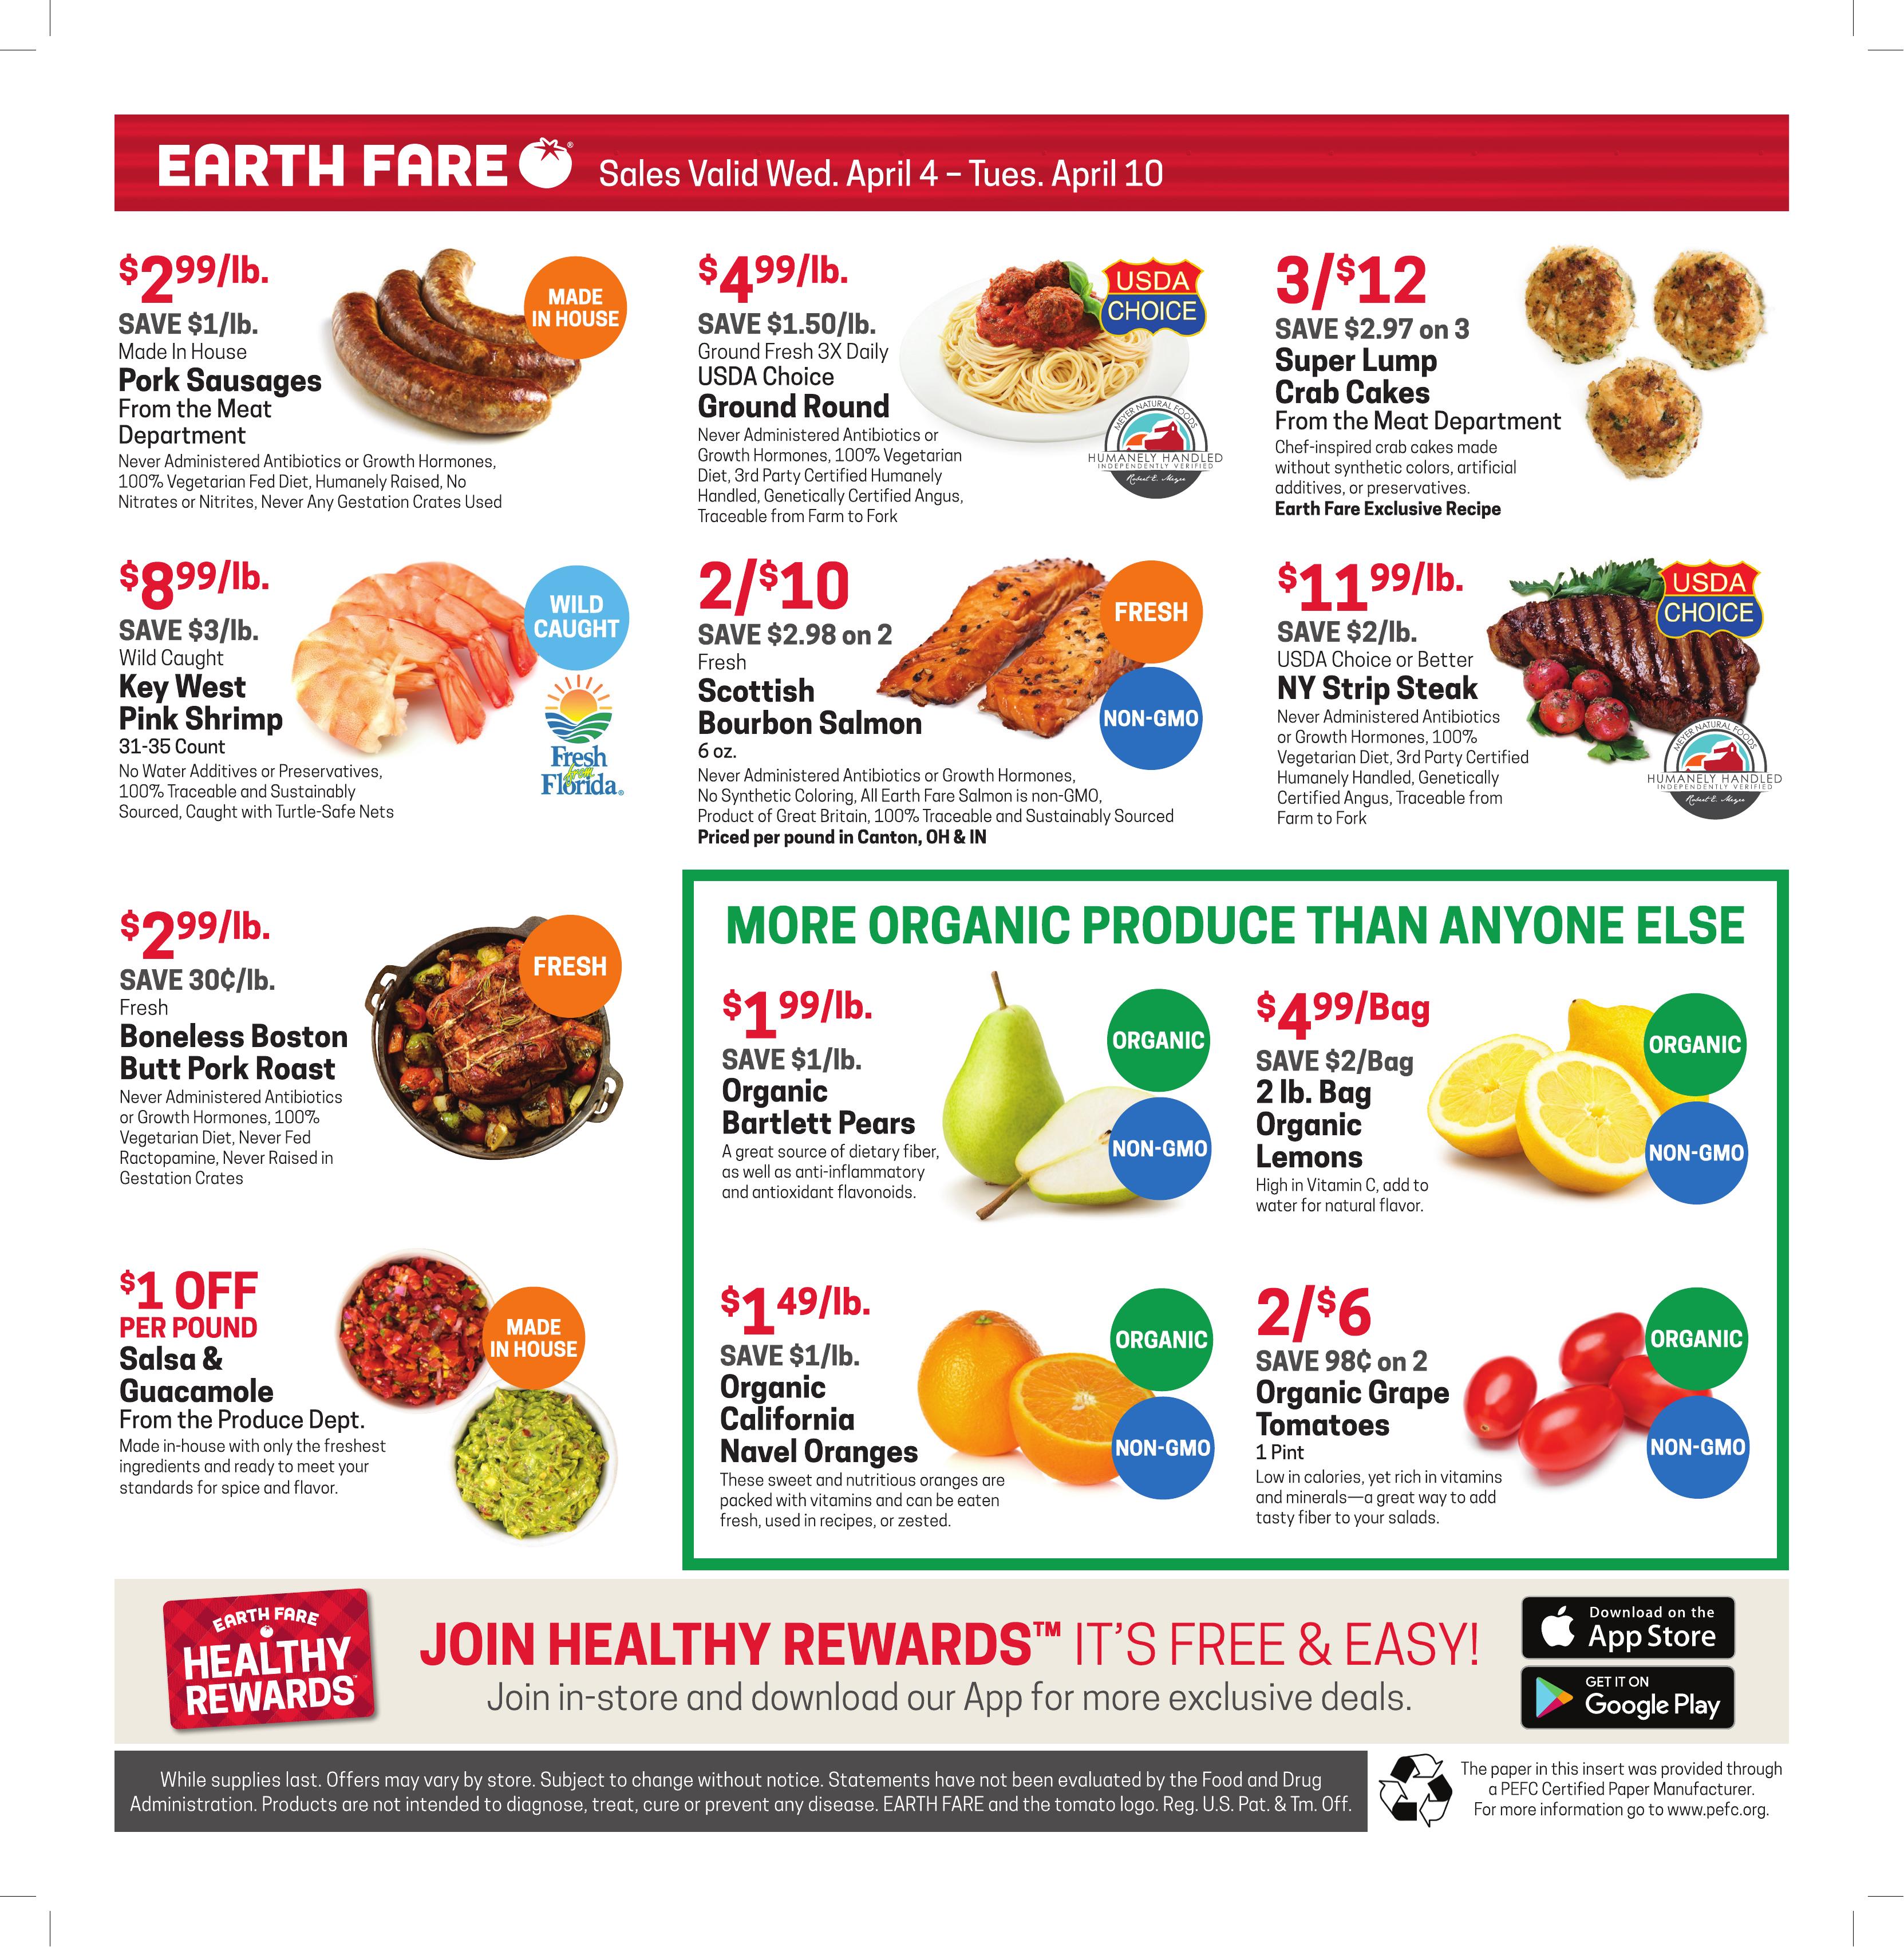 EARTH FARE® Sales Valid Wed. April 4 – Tues. April 10
$2 99/lb.
SAVE $1/lb.
Made In House
Pork Sausages
From the Meat
Department
Never Administered Antibiotics or Growth Hormones,
100% Vegetarian Fed Diet, Humanely Raised, No
Nitrates or Nitrites, Never Any Gestation Crates Used
MADE
IN HOUSE
$4 99/lb.
SAVE $1.50/lb.
Ground Fresh 3X Daily
USDA Choice
Ground Round
Never Administered Antibiotics or
Growth Hormones, 100% Vegetarian
Diet, 3rd Party Certified Humanely
Handled, Genetically Certified Angus,
Traceable from Farm to Fork
USDA
CHOICE
MEYER NATURAL FOODS
HUMANELY HANDLED
INDEPENDENTLY VERIFIED
Robert E. Meyer
3/$12
SAVE $2.97 on 3
Super Lump
Crab Cakes
From the Meat Department
Chef-inspired crab cakes made
without synthetic colors, artificial
additives, or preservatives.
Earth Fare Exclusive Recipe
$8 99/lb.
SAVE $3/lb.
Wild Caught
Key West
Pink Shrimp
31-35 Count
No Water Additives or Preservatives,
100% Traceable and Sustainably
Sourced, Caught with Turtle-Safe Nets
WILD
CAUGHT
Fresh
from
Florida®
2/$10
SAVE $2.98 on 2
Fresh
Scottish
Bourbon Salmon
6 oz.
Never Administered Antibiotics or Growth Hormones,
No Synthetic Coloring, All Earth Fare Salmon is non-GMO,
Product of Great Britain, 100% Traceable and Sustainably Sourced
Priced per pound in Canton, OH & IN
FRESH
NON-GMO
$11 99/lb.
SAVE $2/lb.
USDA Choice or Better
NY Strip Steak
Never Administered Antibiotics
or Growth Hormones, 100%
Vegetarian Diet, 3rd Party Certified
Humanely Handled, Genetically
Certified Angus, Traceable from
Farm to Fork
USDA
CHOICE
MEYER NATURAL FOODS
HUMANELY HANDLED
INDEPENDENTLY VERIFIED
Robert E. Meyer
$2 99/lb.
SAVE 30¢/lb.
Fresh
Boneless Boston
Butt Pork Roast
Never Administered Antibiotics
or Growth Hormones, 100%
Vegetarian Diet, Never Fed
Ractopamine, Never Raised in
Gestation Crates
FRESH
$1 OFF
PER POUND
Salsa &
Guacamole
From the Produce Dept.
Made in-house with only the freshest
ingredients and ready to meet your
standards for spice and flavor.
MADE
IN HOUSE
MORE ORGANIC PRODUCE THAN ANYONE ELSE
$1 99/lb.
SAVE $1/lb.
Organic
Bartlett Pears
A great source of dietary fiber,
as well as anti-inflammatory
and antioxidant flavonoids.
ORGANIC
NON-GMO
$4 99/Bag
SAVE $2/Bag
2 lb. Bag
Organic
Lemons
High in Vitamin C, add to
water for natural flavor.
ORGANIC
NON-GMO
$1 49/lb.
SAVE $1/lb.
Organic
California
Navel Oranges
These sweet and nutritious oranges are
packed with vitamins and can be eaten
fresh, used in recipes, or zested.
ORGANIC
NON-GMO
2/$6
SAVE 98¢ on 2
Organic Grape
Tomatoes
1 Pint
Low in calories, yet rich in vitamins
and minerals—a great way to add
tasty fiber to your salads.
ORGANIC
NON-GMO
EARTH FARE
HEALTHY
REWARDS™
JOIN HEALTHY REWARDS™ IT'S FREE & EASY!
Join in-store and download our App for more exclusive deals.
Download on the
App Store
GET IT ON
Google Play
While supplies last. Offers may vary by store. Subject to change without notice. Statements have not been evaluated by the Food and Drug
Administration. Products are not intended to diagnose, treat, cure or prevent any disease. EARTH FARE and the tomato logo. Reg. U.S. Pat. & Tm. Off.
The paper in this insert was provided through
a PEFC Certified Paper Manufacturer.
For more information go to www.pefc.org.